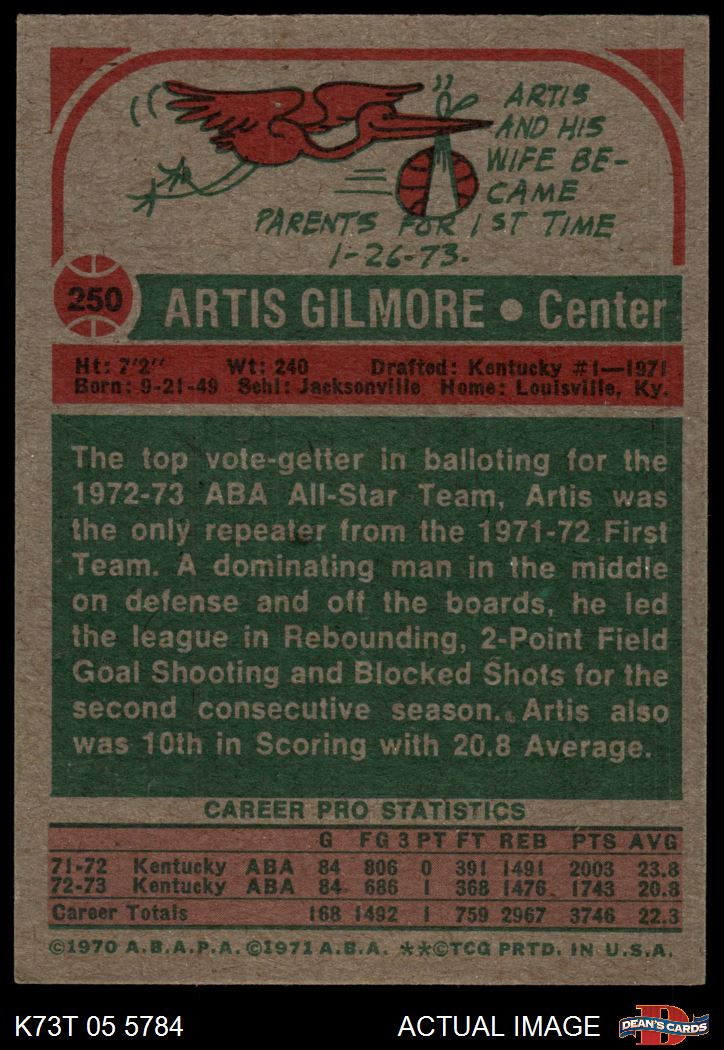 ARTIS
AND HIS
WIFE BE-
CAME
PARENTS FOR 1ST TIME
1-26-73.
250 ARTIS GILMORE • Center
Ht: 7'2" Wt: 240 Drafted: Kentucky #1—1971
Born: 9-21-49 Schl: Jacksonville Home: Louisville, Ky.
The top vote-getter in balloting for the
1972-73 ABA All-Star Team, Artis was
the only repeater from the 1971-72 First
Team. A dominating man in the middle
on defense and off the boards, he led
the league in Rebounding, 2-Point Field
Goal Shooting and Blocked Shots for the
second consecutive season. Artis also
was 10th in Scoring with 20.8 Average.
CAREER PRO STATISTICS
G FG 3PT FT REB PTS AVG
71-72 Kentucky ABA 84 806 0 391 1491 2003 23.8
72-73 Kentucky ABA 84 686 1 368 1476 1743 20.8
Career Totals 168 1492 1 759 2967 3746 22.3
©1970 A.B.A.P.A. ©1971 A.B.A. **©TCG PRTD. IN U.S.A.
K73T 05 5784 ACTUAL IMAGE D DEAN'S CARDS